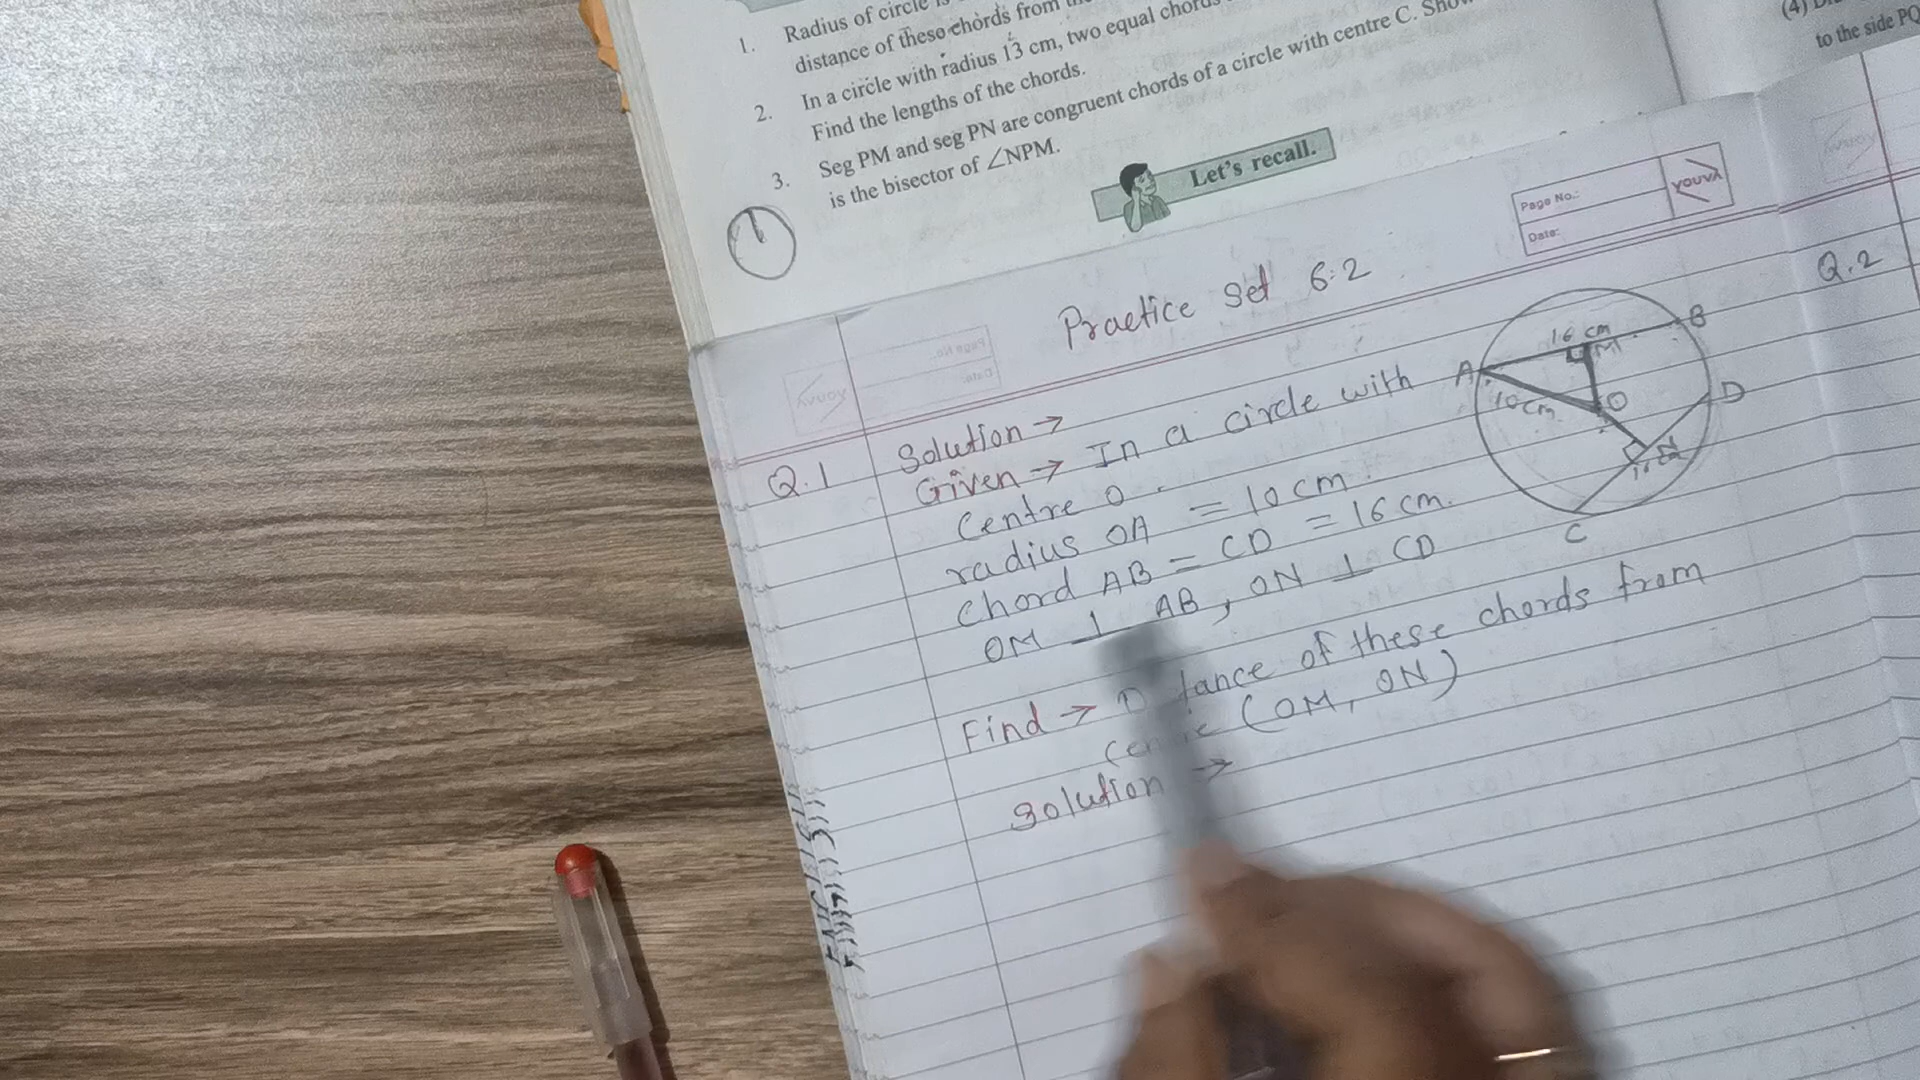 1. Radius of circle is
distance of these chords from
2. In a circle with radius 13 cm, two equal chords
Find the lengths of the chords.
3. Seg PM and seg PN are congruent chords of a circle with centre C. Show
is the bisector of ∠NPM.
Let's recall.
(4)
to the side PQ
Page No.:
Date:
youva
Practice Set 6.2
Q.2
Q.1
Solution →
Given → In a circle with
Centre O.
radius OA = 10 cm.
Chord AB = CD = 16 cm.
OM ⊥ AB, ON ⊥ CD
Find → tance of these chords from
(OM, ON)
Solution →
A
B
16 cm
M
10cm
O
D
C